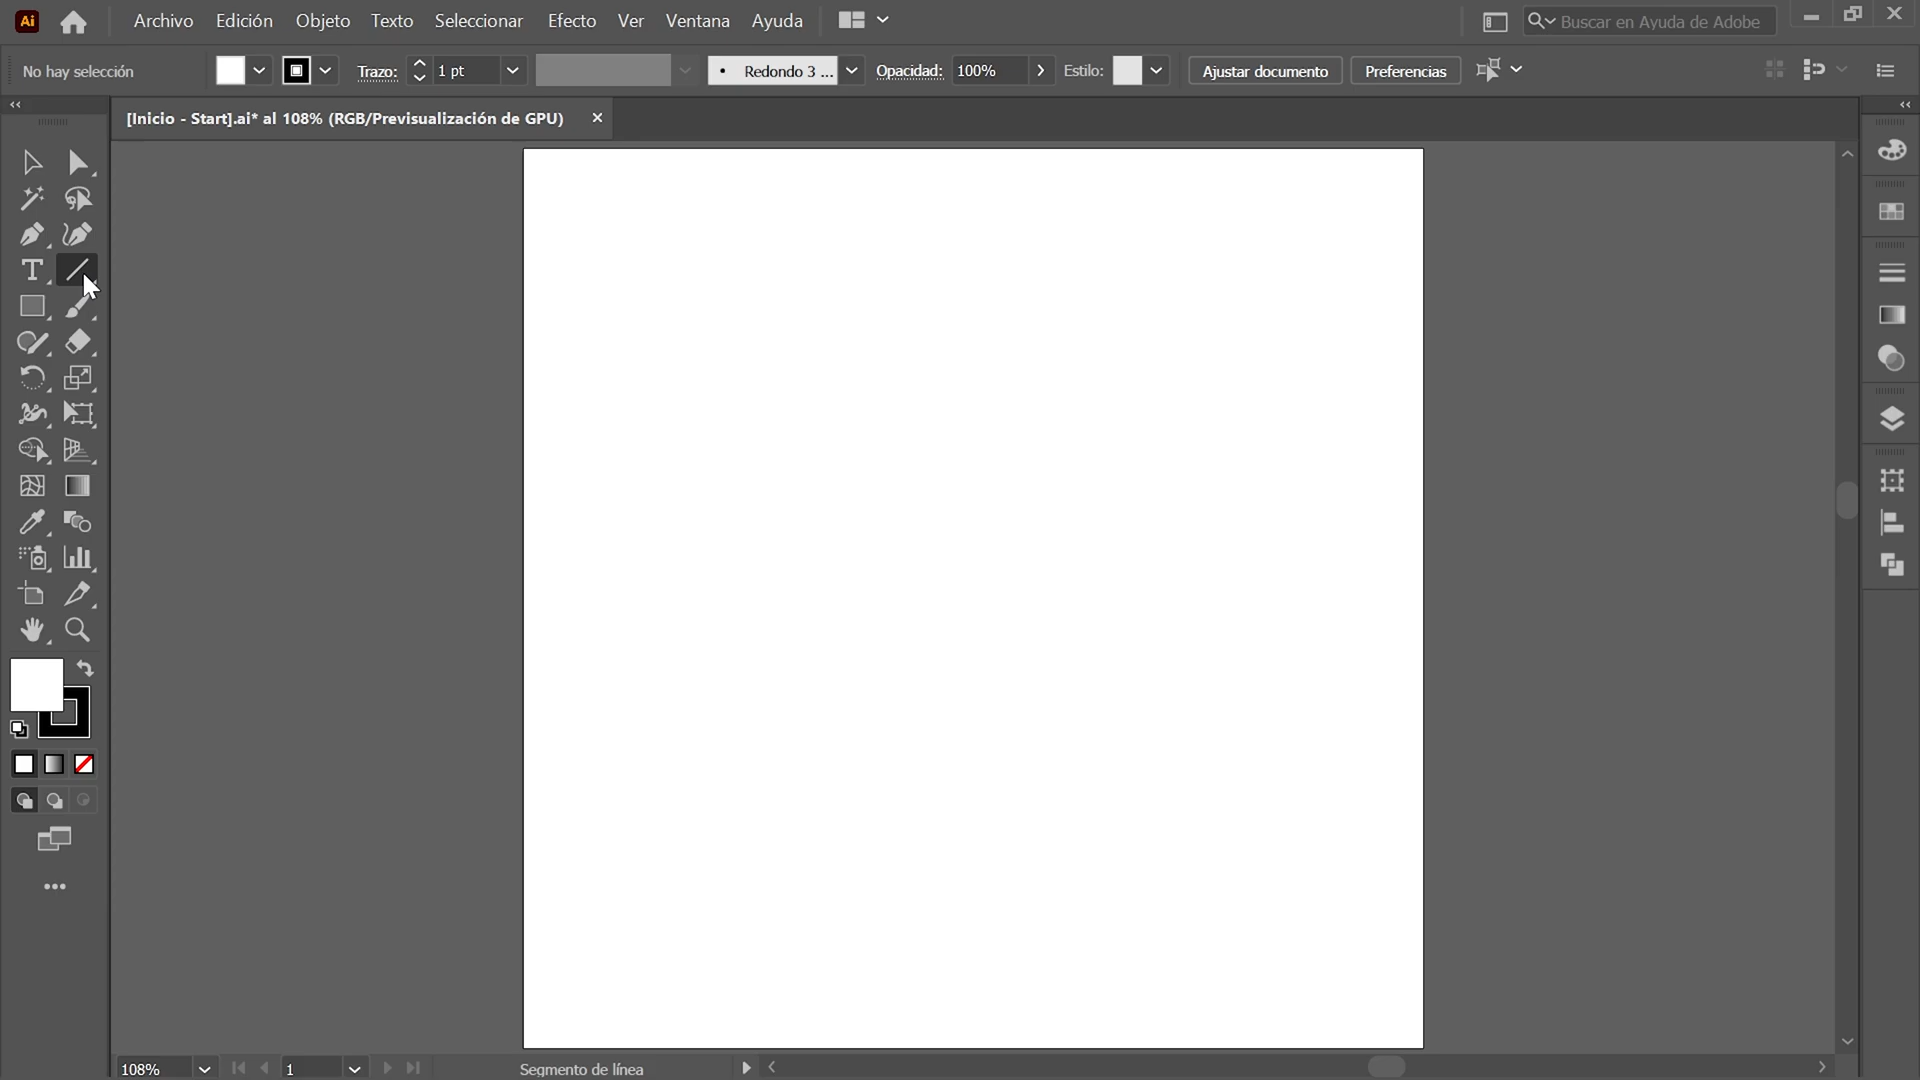 Ai Archivo Edición Objeto Texto Seleccionar Efecto Ver Ventana Ayuda Buscar en Ayuda de Adobe
No hay selección Trazo: 1 pt Redondo 3 ... Opacidad: 100% Estilo: Ajustar documento Preferencias
[Inicio - Start].ai* al 108% (RGB/Previsualización de GPU)
108% 1 Segmento de línea